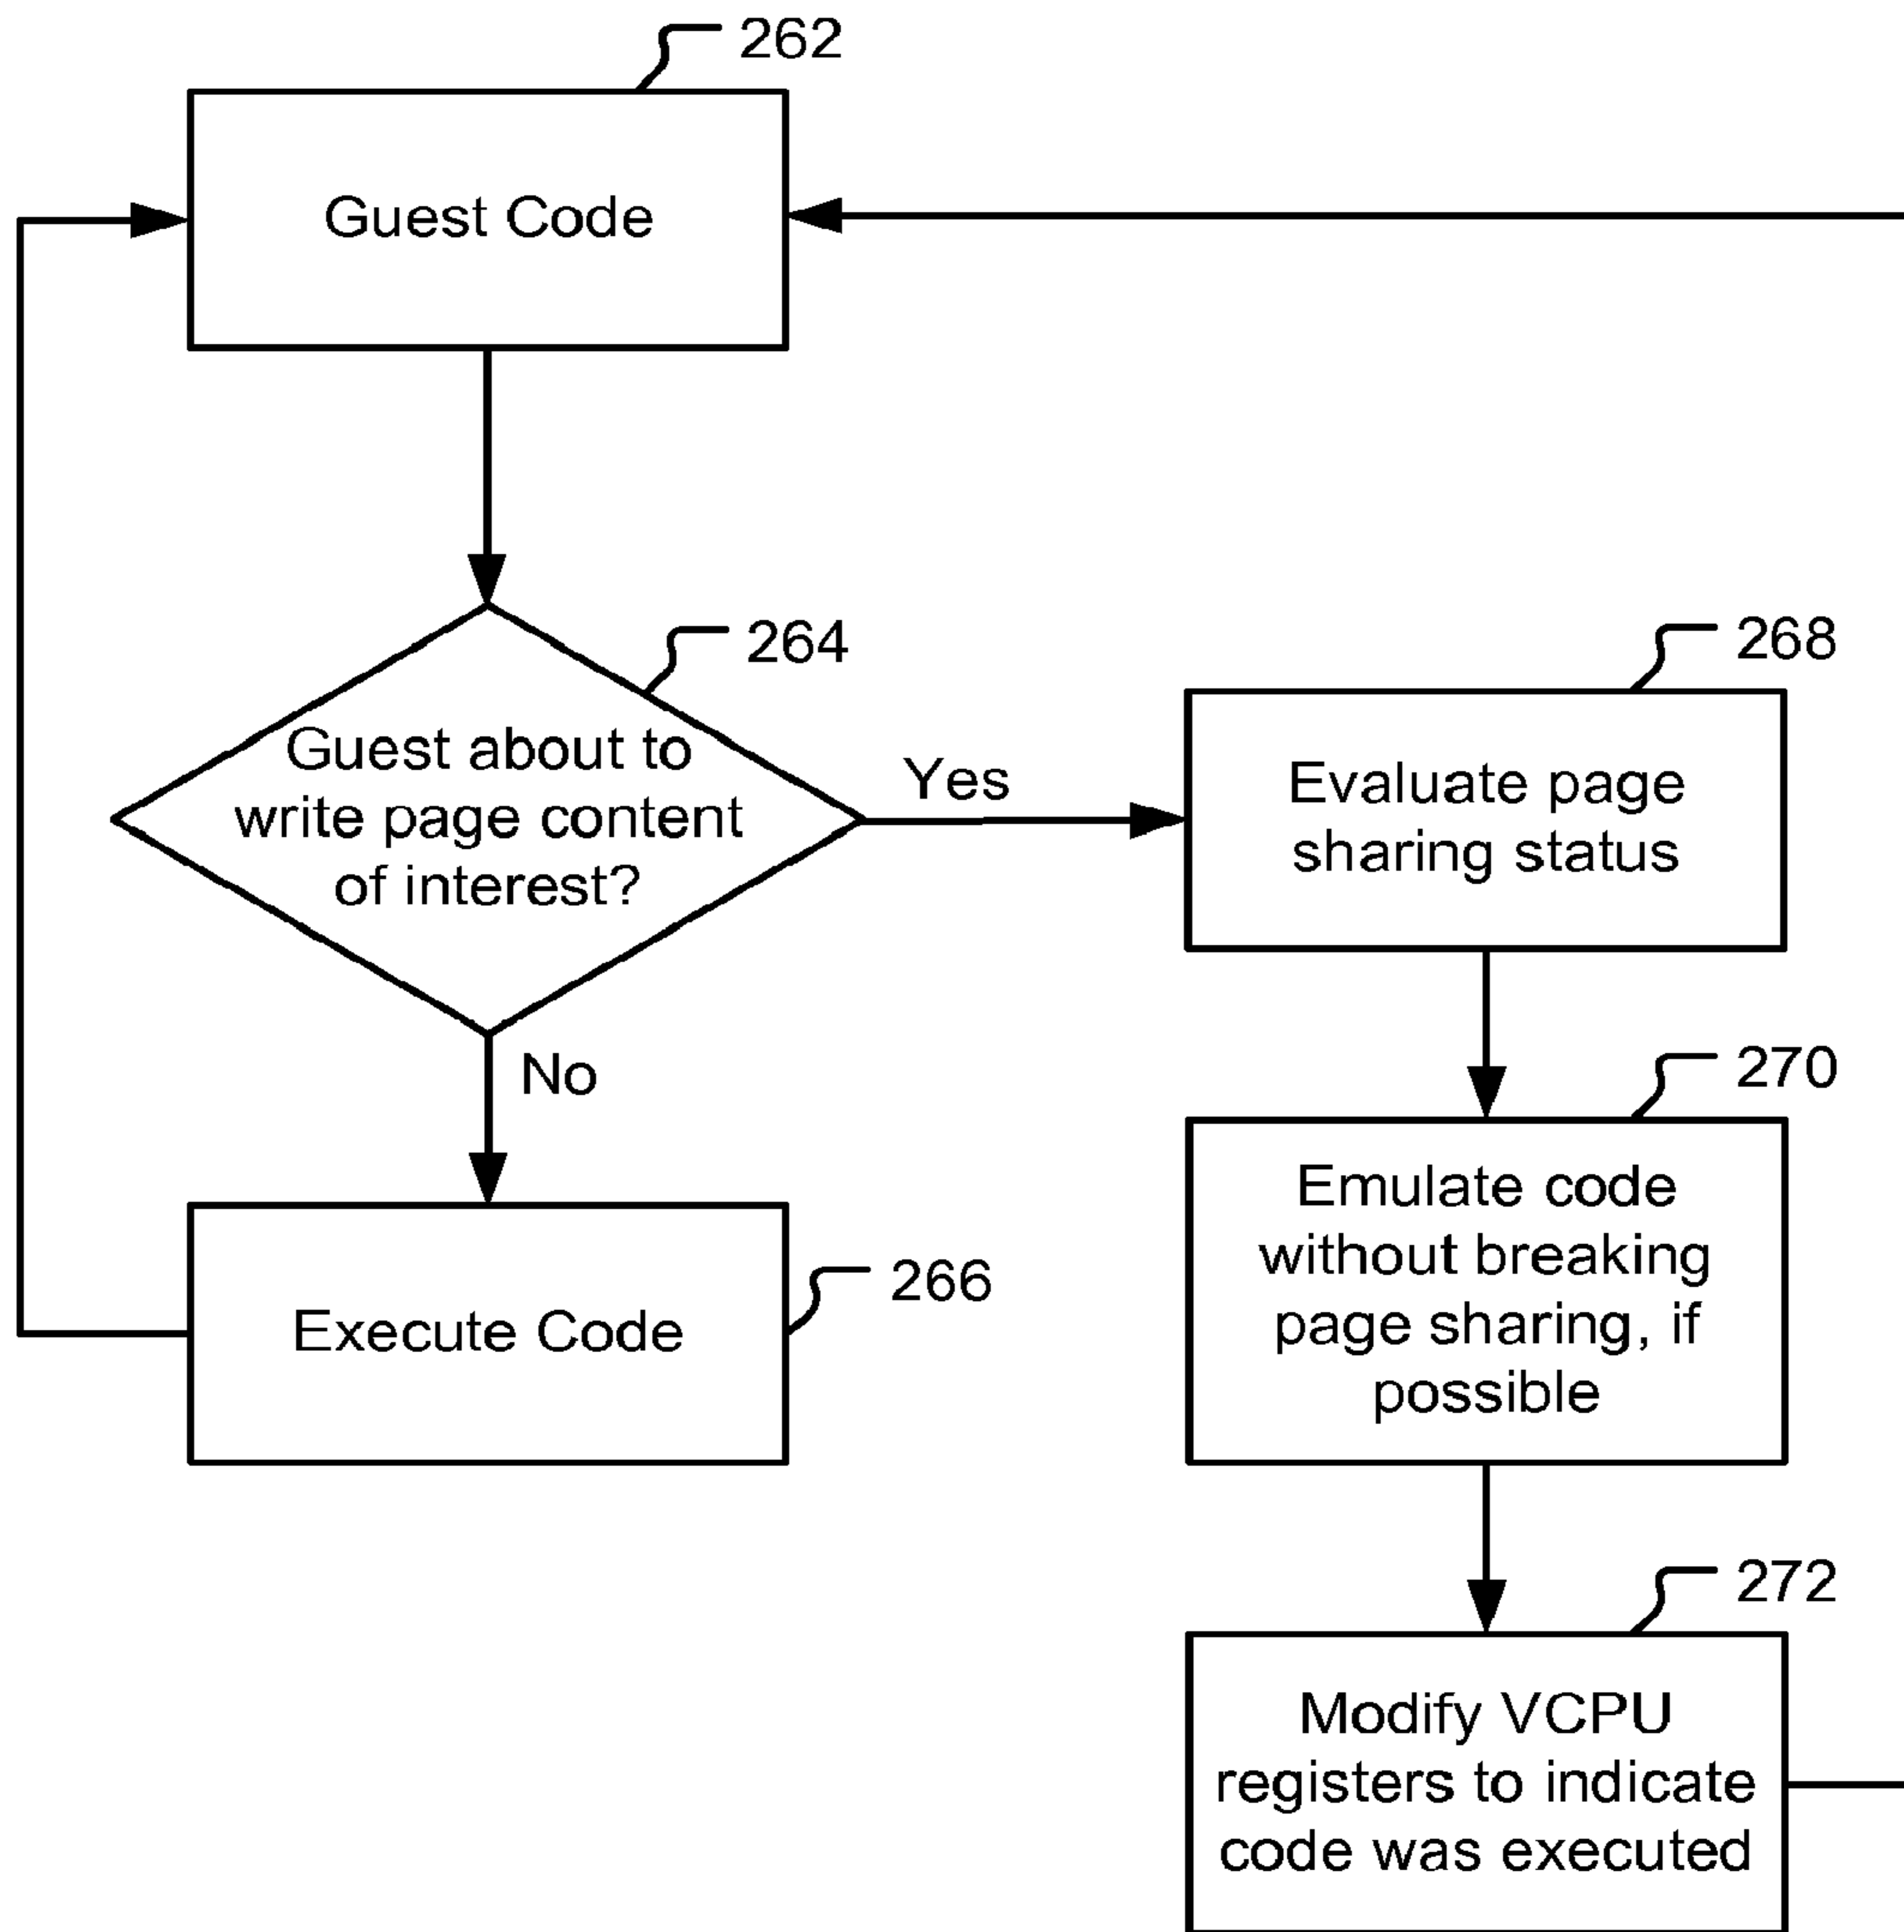 262
Guest Code
264
Guest about to
write page content
of interest?
Yes
No
266
Execute Code
268
Evaluate page
sharing status
270
Emulate code
without breaking
page sharing, if
possible
272
Modify VCPU
registers to indicate
code was executed